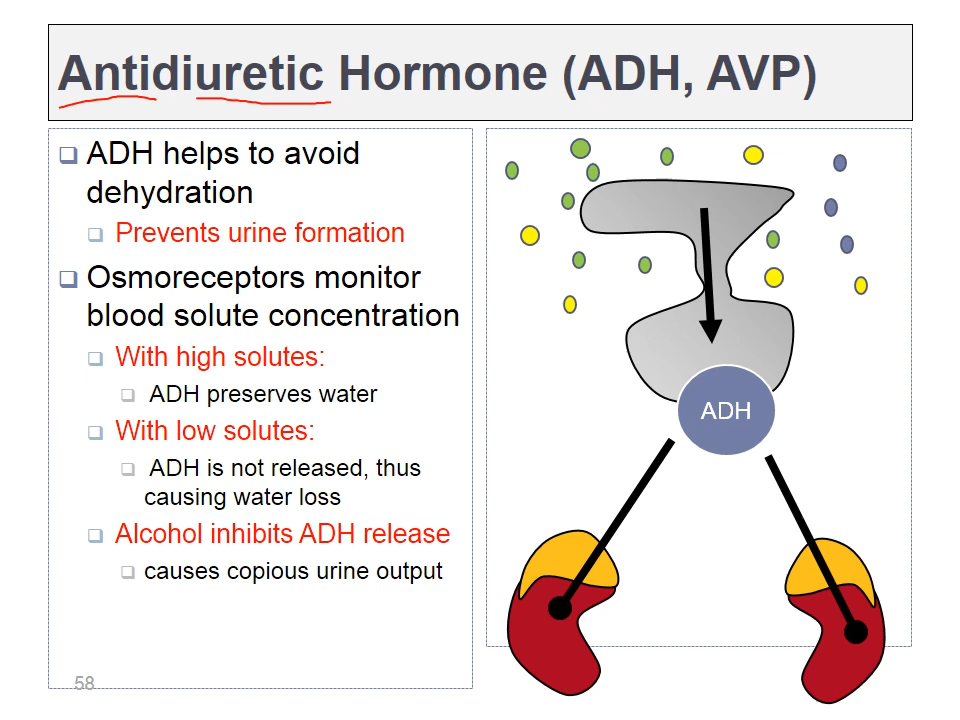 Antidiuretic Hormone (ADH, AVP)
ADH helps to avoid
dehydration
Prevents urine formation
Osmoreceptors monitor
blood solute concentration
With high solutes:
ADH preserves water
With low solutes:
ADH is not released, thus
causing water loss
Alcohol inhibits ADH release
causes copious urine output
58
ADH